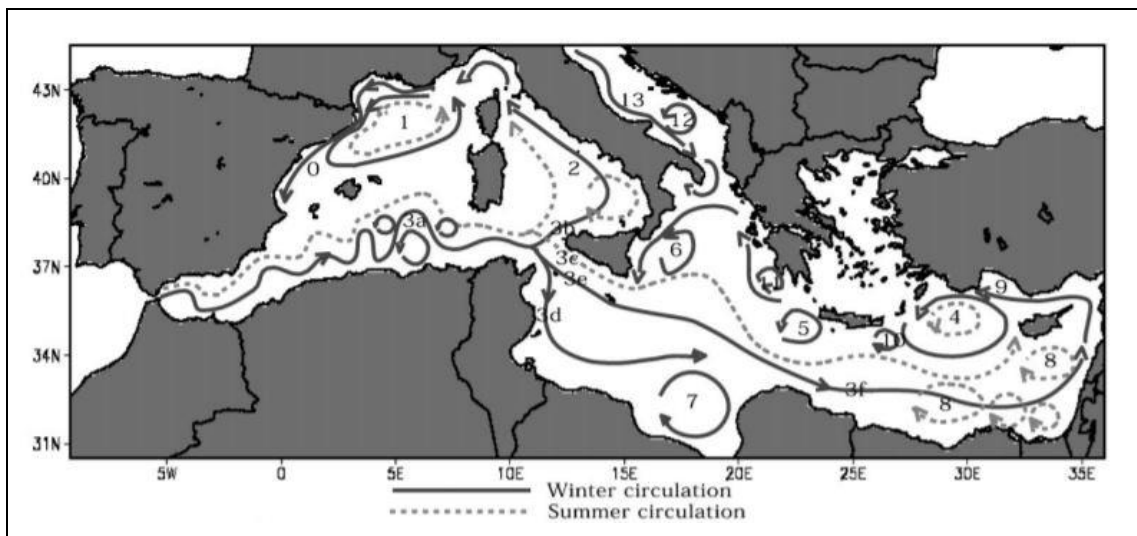 43N
13
12
1
0
2
40N
3a
3b
6
3c
37N
3e
9
3d
5
4
10
34N
8
3f
8
7
31N
5W 0 5E 10E 15E 20E 25E 30E 35E
Winter circulation
Summer circulation